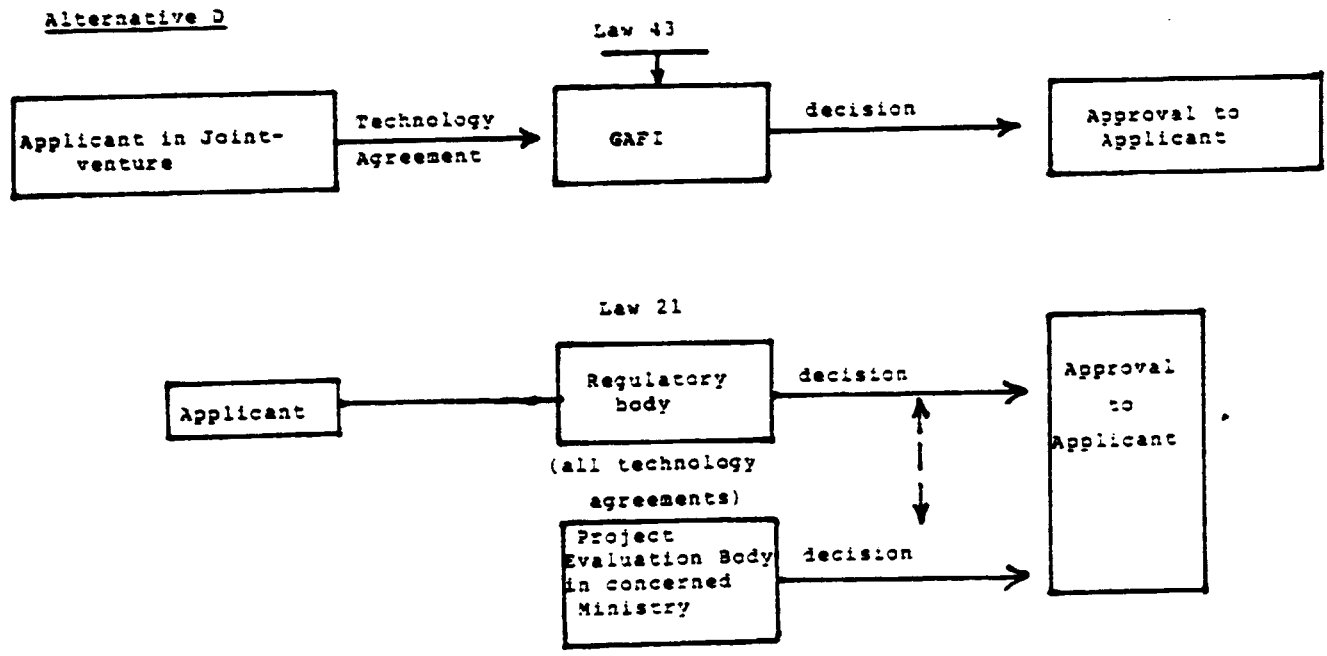 Alternative D
Law 43
Applicant in Joint-
venture
Technology
Agreement
GAFI
decision
Approval to
Applicant
Law 21
Applicant
Regulatory
body
(all technology
agreements)
decision
Approval
to
Applicant
Project
Evaluation Body
in concerned
Ministry
decision